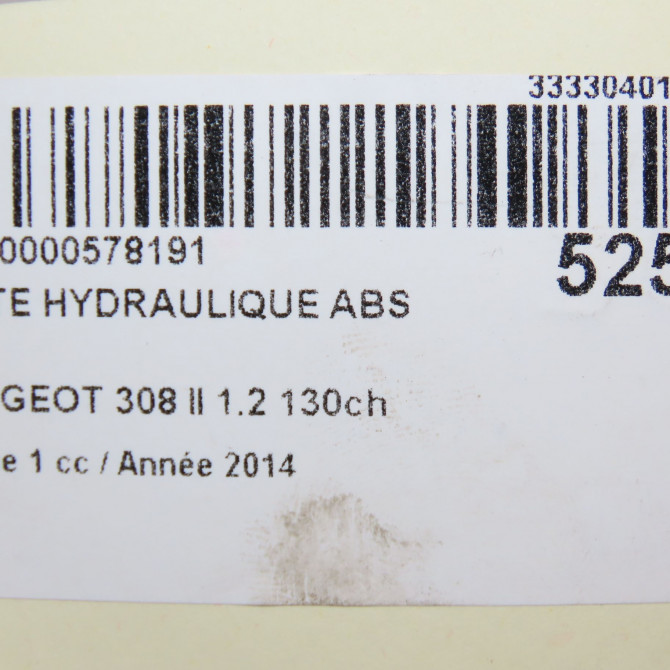 33330401
0000578191
525
TE HYDRAULIQUE ABS
GEOT 308 II 1.2 130ch
e 1 cc / Année 2014